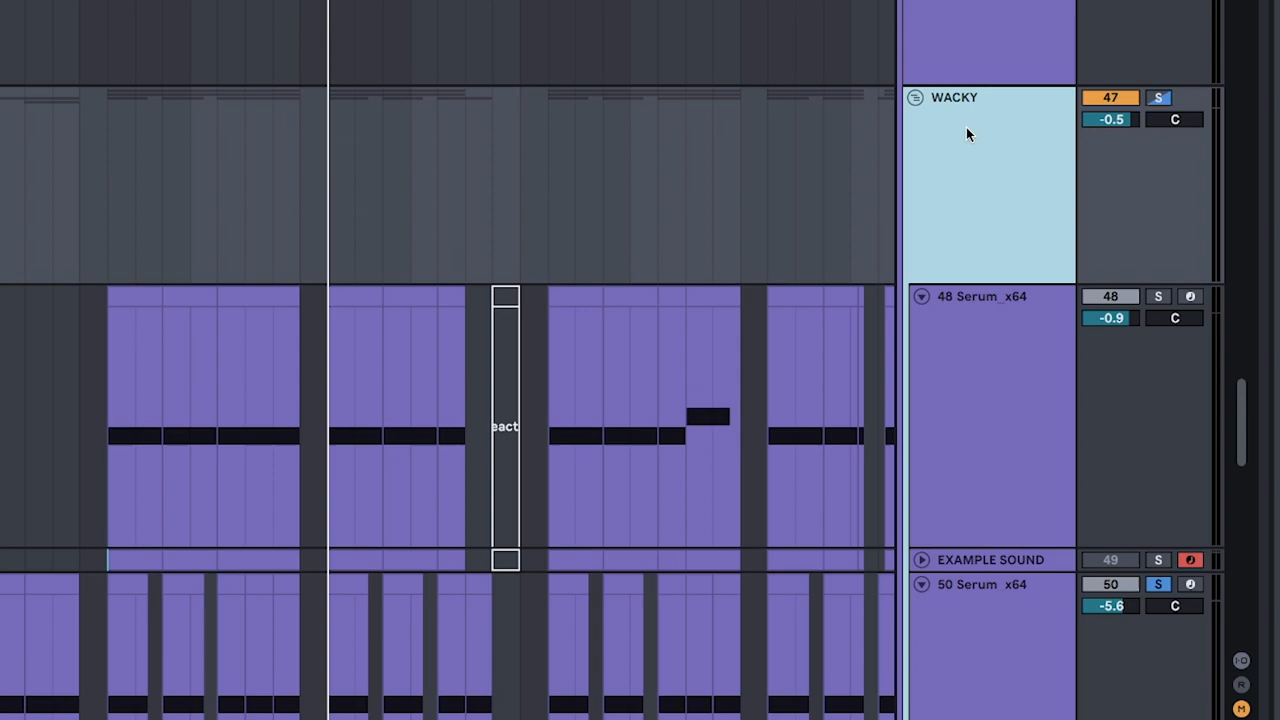 WACKY 47 S
-0.5 C
48 Serum_x64 48 S
-0.9 C
eact
EXAMPLE SOUND 49 S
50 Serum_x64 50 S
-5.6 C
I-O
R
M